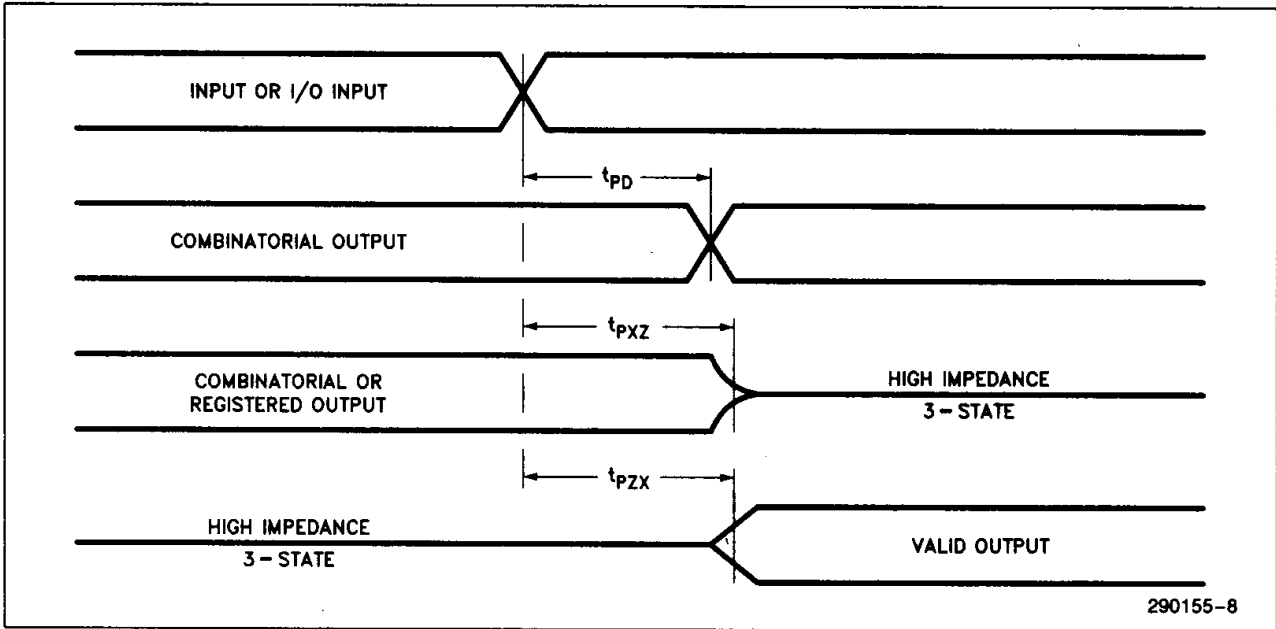 INPUT OR I/O INPUT
tPD
COMBINATORIAL OUTPUT
tPXZ
COMBINATORIAL OR
REGISTERED OUTPUT
HIGH IMPEDANCE
3-STATE
tPZX
HIGH IMPEDANCE
3-STATE
VALID OUTPUT
290155-8